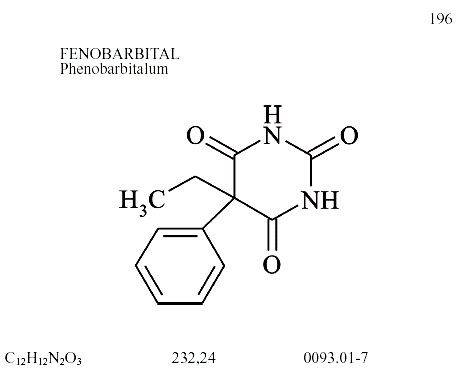 196
FENOBARBITAL
Phenobarbitalum
H
O N O
H₃C NH
O
C₁₂H₁₂N₂O₃ 232,24 0093.01-7